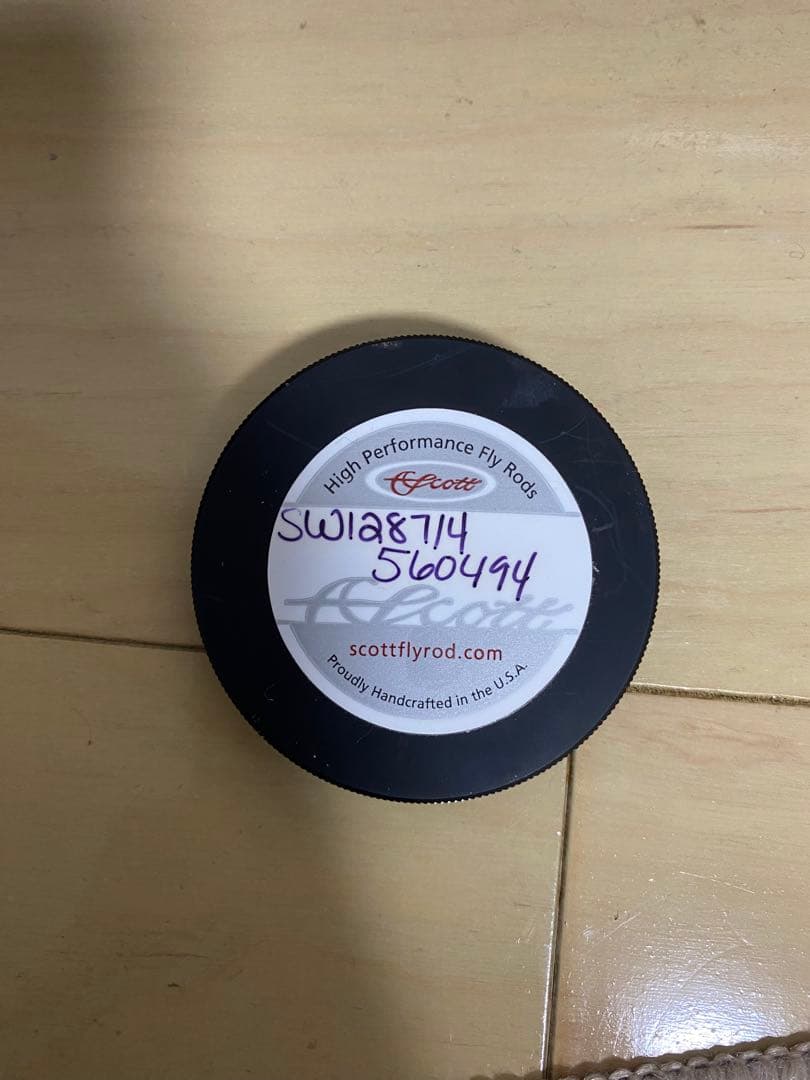 High Performance Fly Rods
Scott
SW1287/4
560494
Scott
scottflyrod.com
Proudly Handcrafted in the U.S.A.